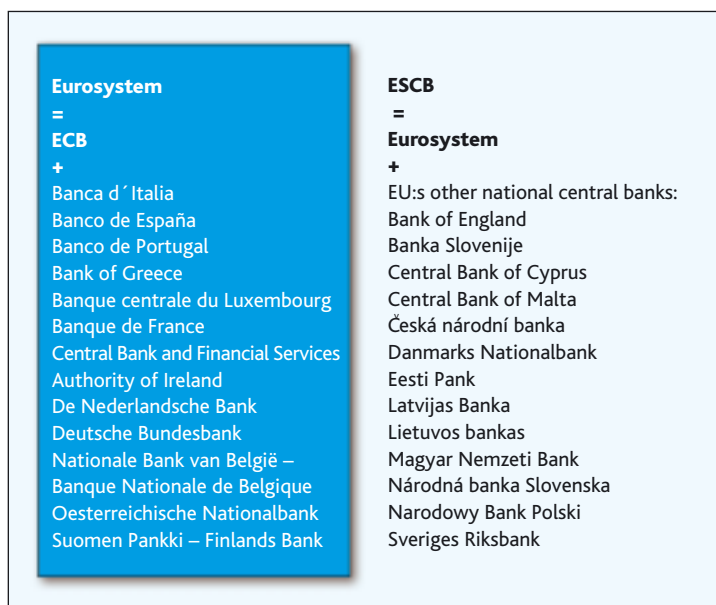 Eurosystem
=
ECB
+
Banca d´Italia
Banco de España
Banco de Portugal
Bank of Greece
Banque centrale du Luxembourg
Banque de France
Central Bank and Financial Services
Authority of Ireland
De Nederlandsche Bank
Deutsche Bundesbank
Nationale Bank van België –
Banque Nationale de Belgique
Oesterreichische Nationalbank
Suomen Pankki – Finlands Bank
ESCB
=
Eurosystem
+
EU:s other national central banks:
Bank of England
Banka Slovenije
Central Bank of Cyprus
Central Bank of Malta
Česká národní banka
Danmarks Nationalbank
Eesti Pank
Latvijas Banka
Lietuvos bankas
Magyar Nemzeti Bank
Národná banka Slovenska
Narodowy Bank Polski
Sveriges Riksbank